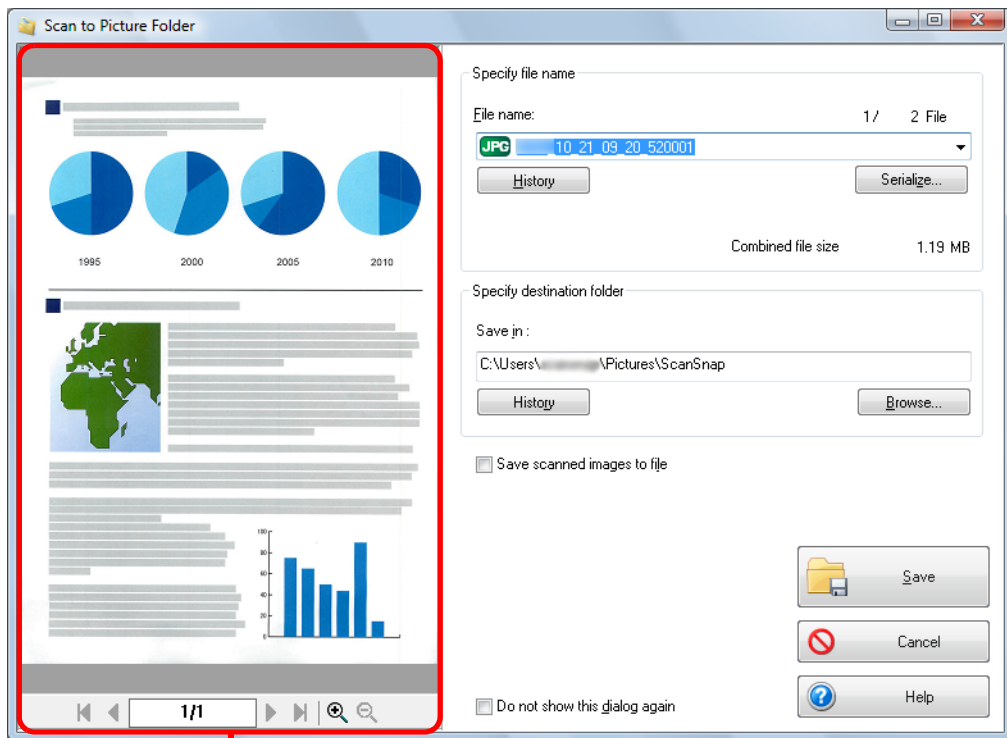 Scan to Picture Folder
1995 2000 2005 2010
100
80
60
40
20
0
1/1
Specify file name
File name: 1/ 2 File
JPG 10_21_09_20_520001
History Serialize...
Combined file size 1.19 MB
Specify destination folder
Save in :
C:\Users\ \Pictures\ScanSnap
History Browse...
Save scanned images to file
Save
Cancel
Do not show this dialog again
Help